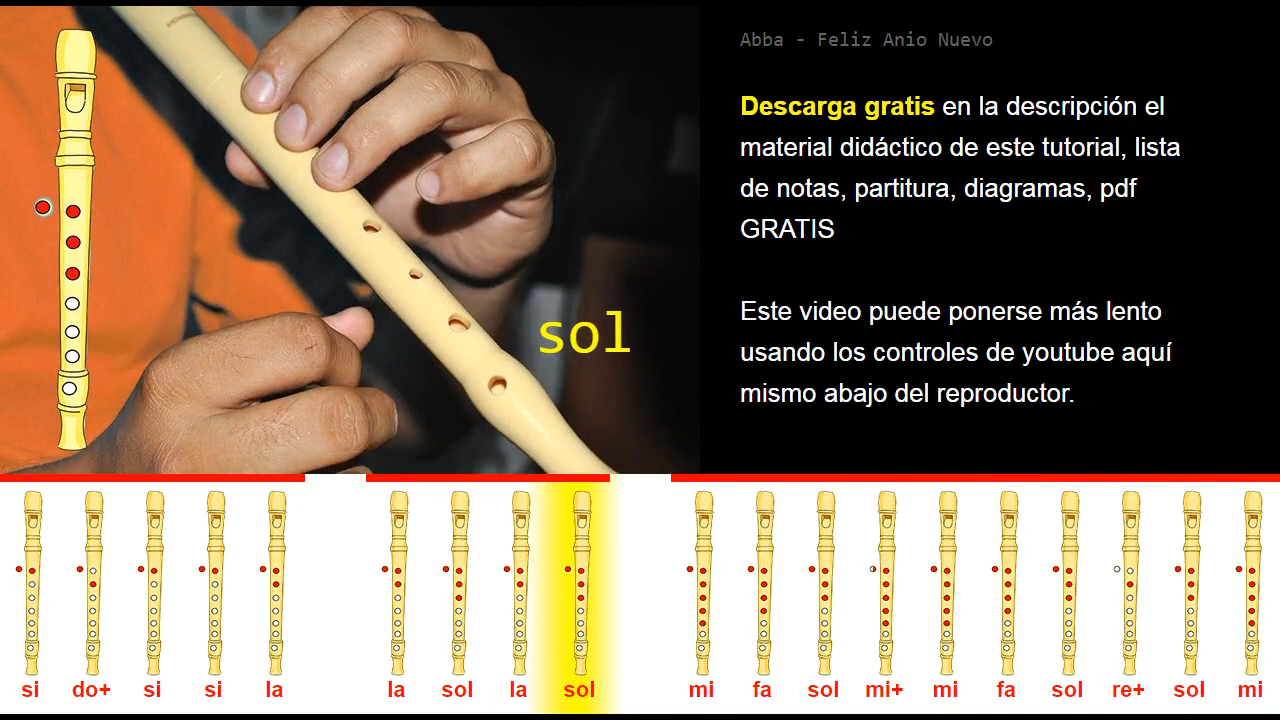 Abba - Feliz Anio Nuevo
Descarga gratis en la descripción el
material didáctico de este tutorial, lista
de notas, partitura, diagramas, pdf
GRATIS
Este video puede ponerse más lento
usando los controles de youtube aquí
mismo abajo del reproductor.
sol
si do+ si si la la sol la sol mi fa sol mi+ mi fa sol re+ sol mi